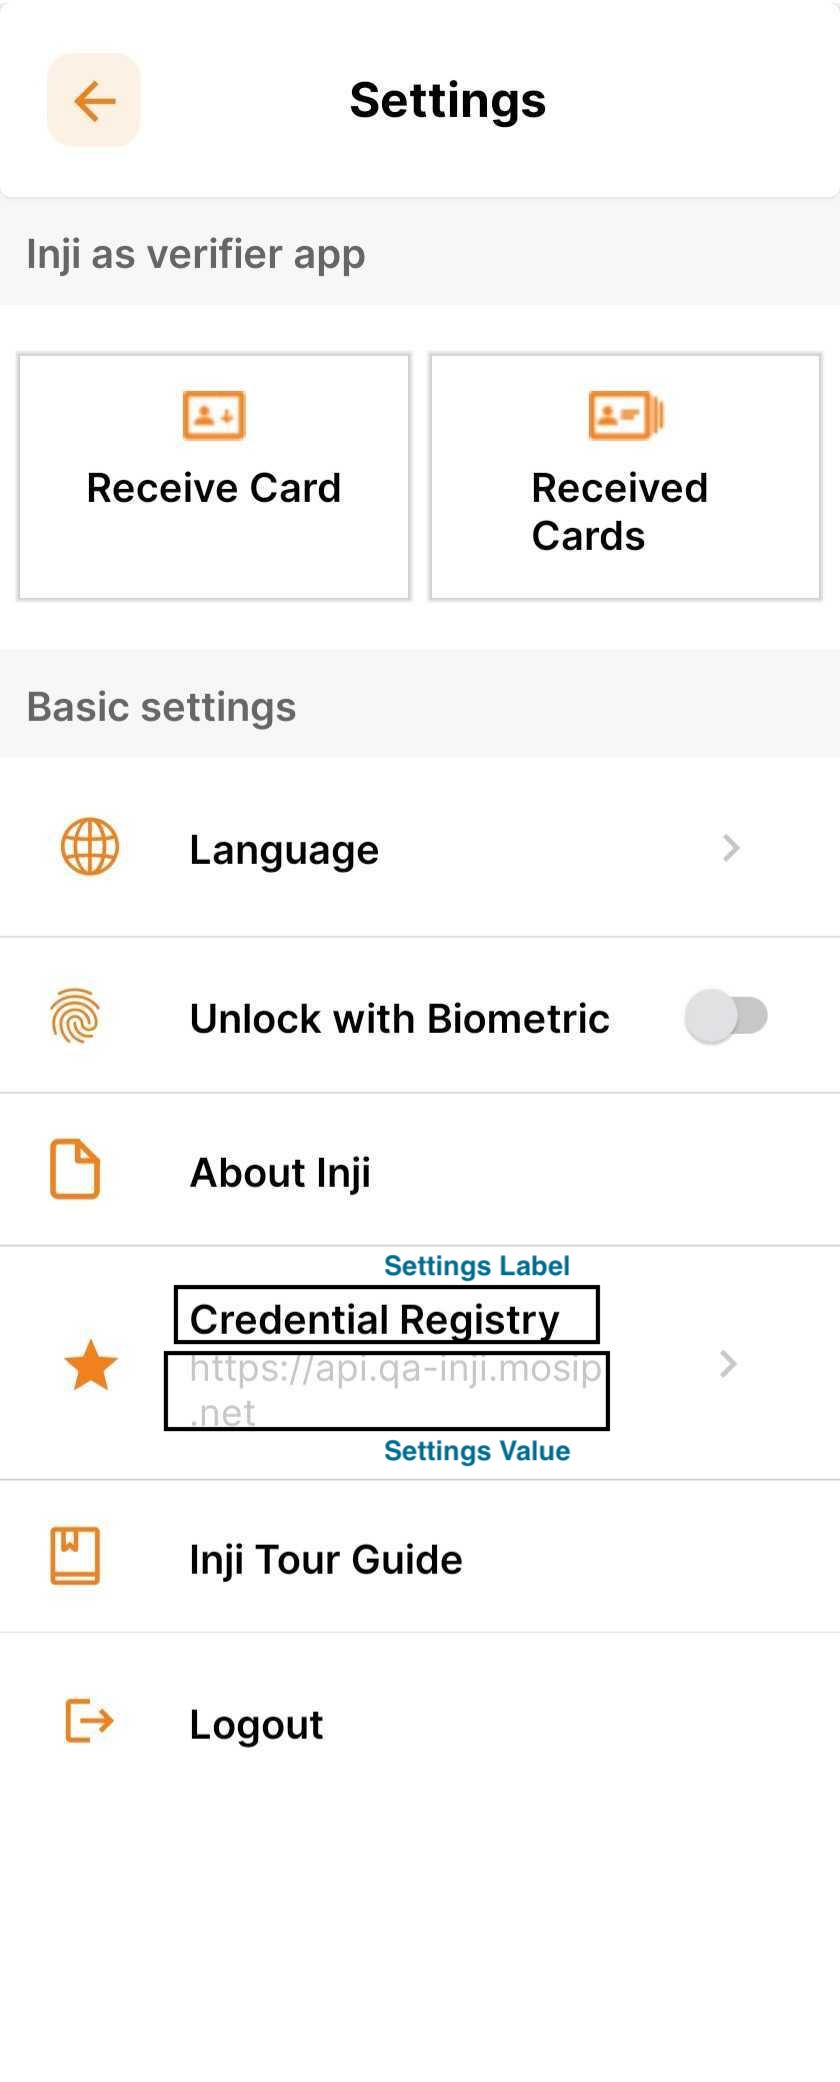 Settings
Inji as verifier app
Receive Card
Received
Cards
Basic settings
Language
Unlock with Biometric
About Inji
Settings Label
Credential Registry
https://api.qa-inji.mosip
.net
Settings Value
Inji Tour Guide
Logout